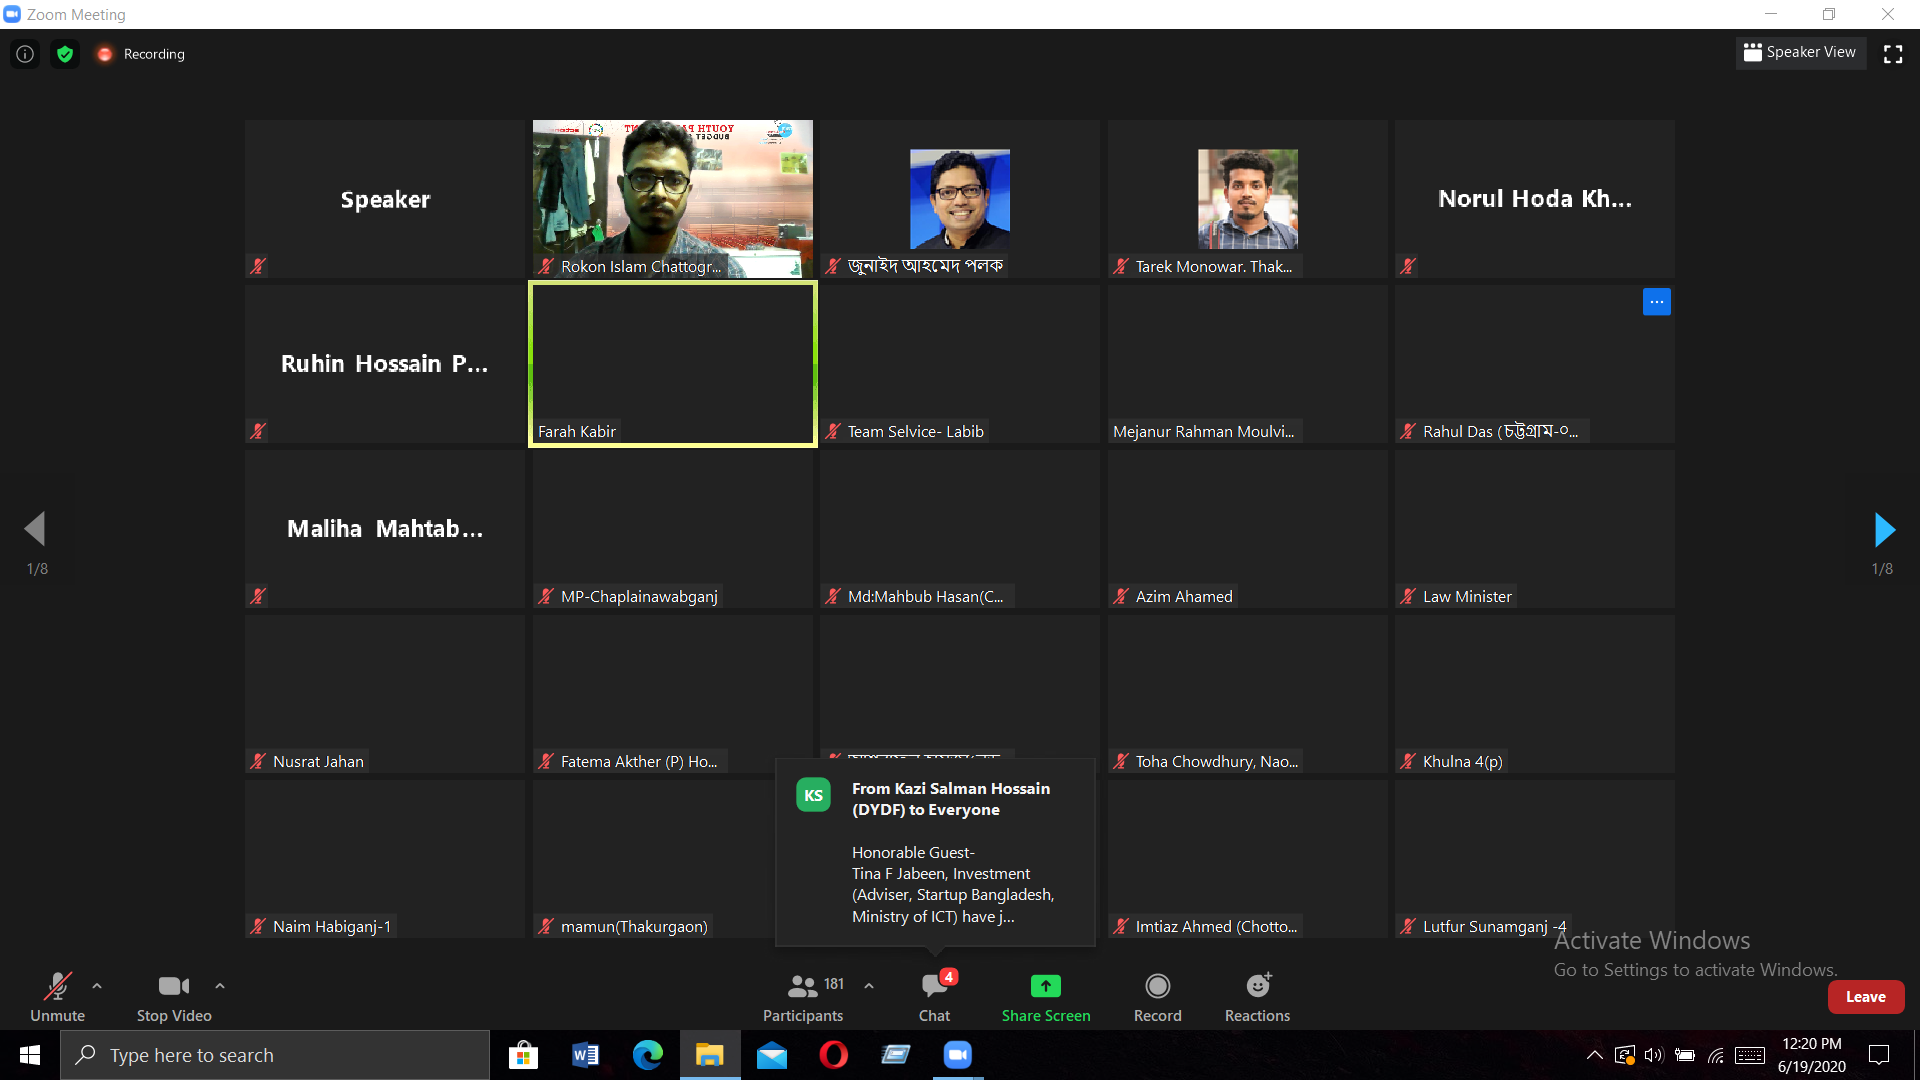 Zoom Meeting
Recording
Speaker View
YOUTH
BUDGET
Speaker
Rokon Islam Chattogr...
জুনাইদ আহমেদ পলক
Tarek Monowar. Thak...
Norul Hoda Kh...
Ruhin Hossain P...
Farah Kabir
Team Selvice- Labib
Mejanur Rahman Moulvi...
Rahul Das (চট্টগ্রাম-০...
Maliha Mahtab...
MP-Chaplainawabganj
Md:Mahbub Hasan(C...
Azim Ahamed
Law Minister
1/8
1/8
Nusrat Jahan
Fatema Akther (P) Ho...
Toha Chowdhury, Nao...
Khulna 4(p)
KS
From Kazi Salman Hossain
(DYDF) to Everyone
Honorable Guest-
Tina F Jabeen, Investment
(Adviser, Startup Bangladesh,
Ministry of ICT) have j...
Naim Habiganj-1
mamun(Thakurgaon)
Imtiaz Ahmed (Chotto...
Lutfur Sunamganj -4
Activate Windows
Go to Settings to activate Windows.
Unmute
Stop Video
181
Participants
4
Chat
Share Screen
Record
Reactions
Leave
Type here to search
12:20 PM
6/19/2020